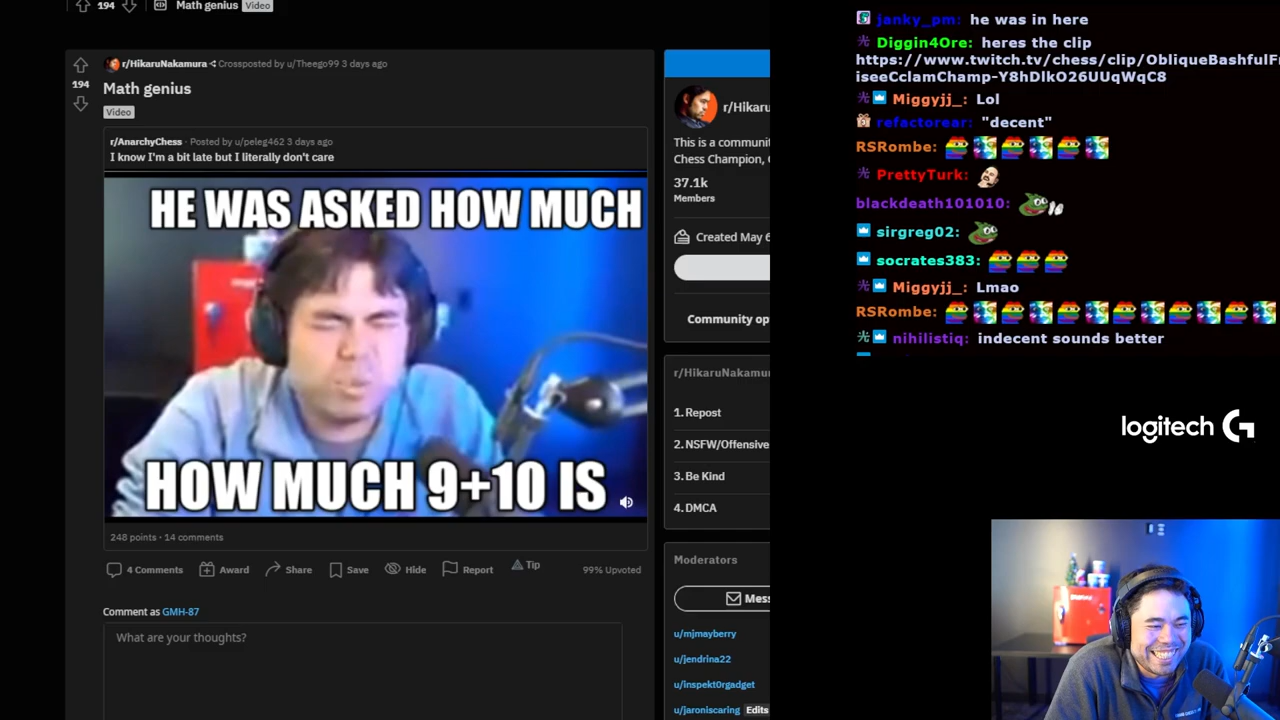 194
Math genius Video
r/HikaruNakamura Crossposted by u/Theego99 3 days ago
194
Math genius
Video
r/AnarchyChess · Posted by u/peleg462 3 days ago
I know I'm a bit late but I literally don't care
HE WAS ASKED HOW MUCH
HOW MUCH 9+10 IS
248 points · 14 comments
4 Comments Award Share Save Hide Report Tip 99% Upvoted
Comment as GMH-87
What are your thoughts?
r/Hikaru
This is a communit
Chess Champion,
37.1k
Members
Created May 6
Community op
r/HikaruNakamur
1. Repost
2. NSFW/Offensive
3. Be Kind
4. DMCA
Moderators
Mess
u/mjmayberry
u/jendrina22
u/inspekt0rgadget
u/jaroniscaring Edits
janky_pm: he was in here
Diggin4Ore: heres the clip
https://www.twitch.tv/chess/clip/ObliqueBashfulF
iseeCclamChamp-Y8hDlkO26UUqWqC8
Miggyjj_: Lol
refactorear: "decent"
RSRombe:
PrettyTurk:
blackdeath101010:
sirgreg02:
socrates383:
Miggyjj_: Lmao
RSRombe:
nihilistiq: indecent sounds better
logitech G